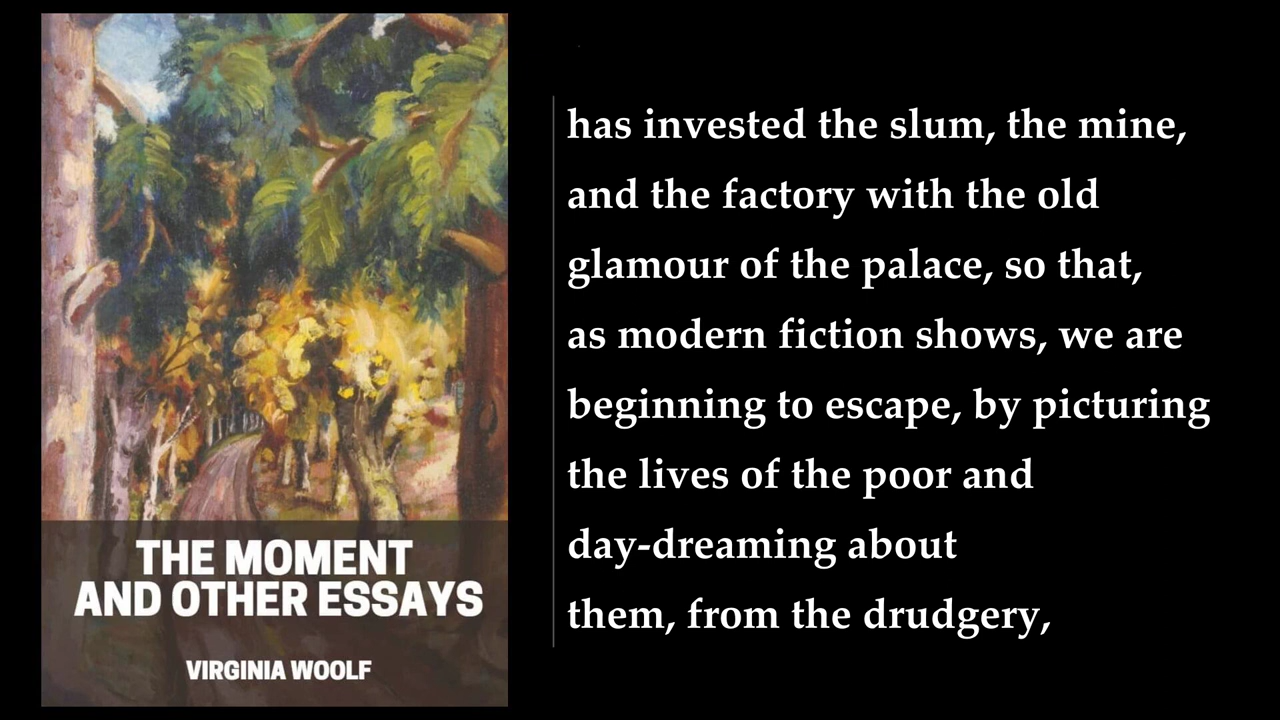 THE MOMENT
AND OTHER ESSAYS
VIRGINIA WOOLF
has invested the slum, the mine,
and the factory with the old
glamour of the palace, so that,
as modern fiction shows, we are
beginning to escape, by picturing
the lives of the poor and
day-dreaming about
them, from the drudgery,